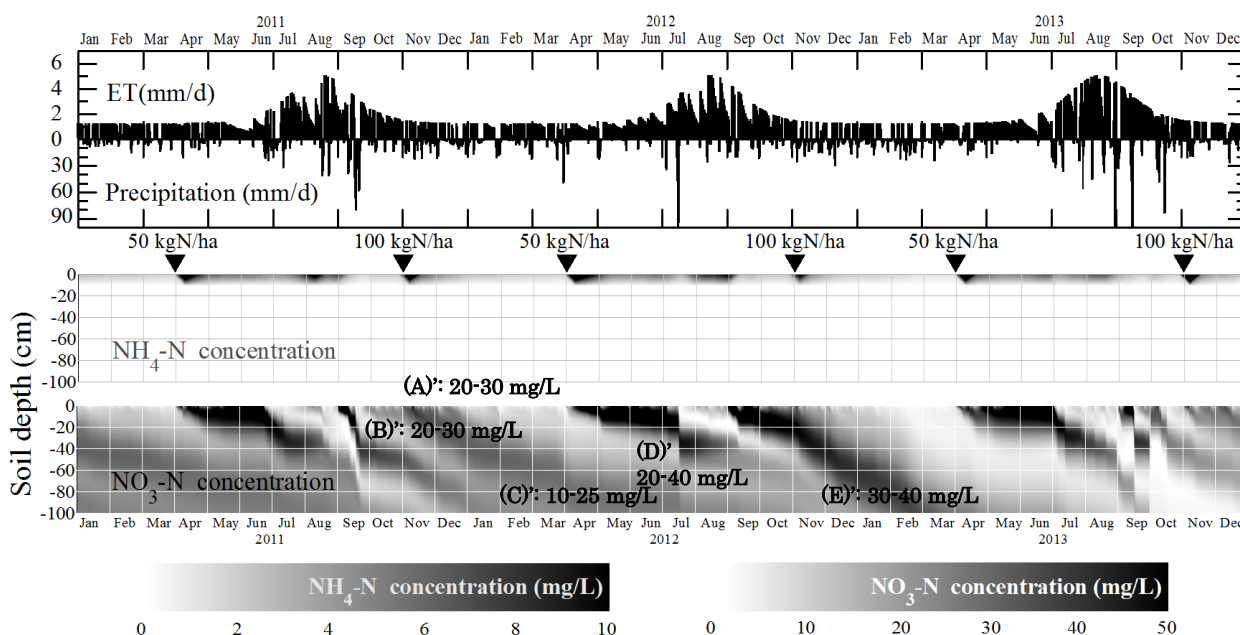 2011 2012 2013
Jan Feb Mar Apr May Jun Jul Aug Sep Oct Nov Dec Jan Feb Mar Apr May Jun Jul Aug Sep Oct Nov Dec Jan Feb Mar Apr May Jun Jul Aug Sep Oct Nov Dec
6
4
2
0
30
60
90
ET(mm/d)
Precipitation (mm/d)
50 kgN/ha 100 kgN/ha 50 kgN/ha 100 kgN/ha 50 kgN/ha 100 kgN/ha
Soil depth (cm)
0
-20
-40
-60
-80
-100
NH4-N concentration
(A)’: 20-30 mg/L
0
-20
-40
-60
-80
-100
(B)’: 20-30 mg/L
(D)’
20-40 mg/L
NO3-N concentration
(C)’: 10-25 mg/L
(E)’: 30-40 mg/L
Jan Feb Mar Apr May Jun Jul Aug Sep Oct Nov Dec Jan Feb Mar Apr May Jun Jul Aug Sep Oct Nov Dec Jan Feb Mar Apr May Jun Jul Aug Sep Oct Nov Dec
2011 2012 2013
NH4-N concentration (mg/L)
0 2 4 6 8 10
NO3-N concentration (mg/L)
0 10 20 30 40 50